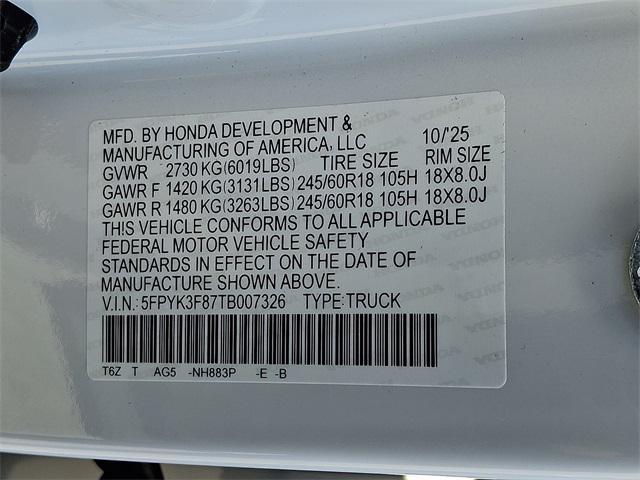 MFD. BY HONDA DEVELOPMENT &
MANUFACTURING OF AMERICA, LLC 10/'25
GVWR 2730 KG(6019LBS) TIRE SIZE RIM SIZE
GAWR F 1420 KG(3131LBS) 245/60R18 105H 18X8.0J
GAWR R 1480 KG(3263LBS) 245/60R18 105H 18X8.0J
THIS VEHICLE CONFORMS TO ALL APPLICABLE
FEDERAL MOTOR VEHICLE SAFETY
STANDARDS IN EFFECT ON THE DATE OF
MANUFACTURE SHOWN ABOVE.
V.I.N.: 5FPYK3F87TB007326 TYPE:TRUCK
T6Z T AG5 -NH883P -E -B